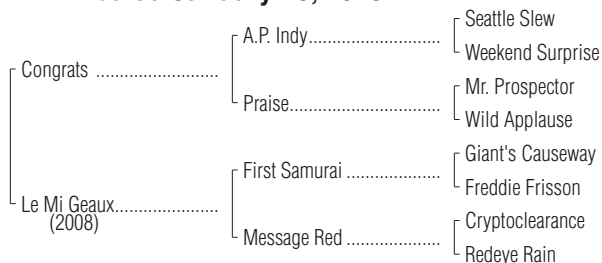 Congrats ..............................
A.P. Indy................................
Seattle Slew
Weekend Surprise
Praise.....................................
Mr. Prospector
Wild Applause
Le Mi Geaux.........................
(2008)
First Samurai .......................
Giant's Causeway
Freddie Frisson
Message Red .......................
Cryptoclearance
Redeye Rain